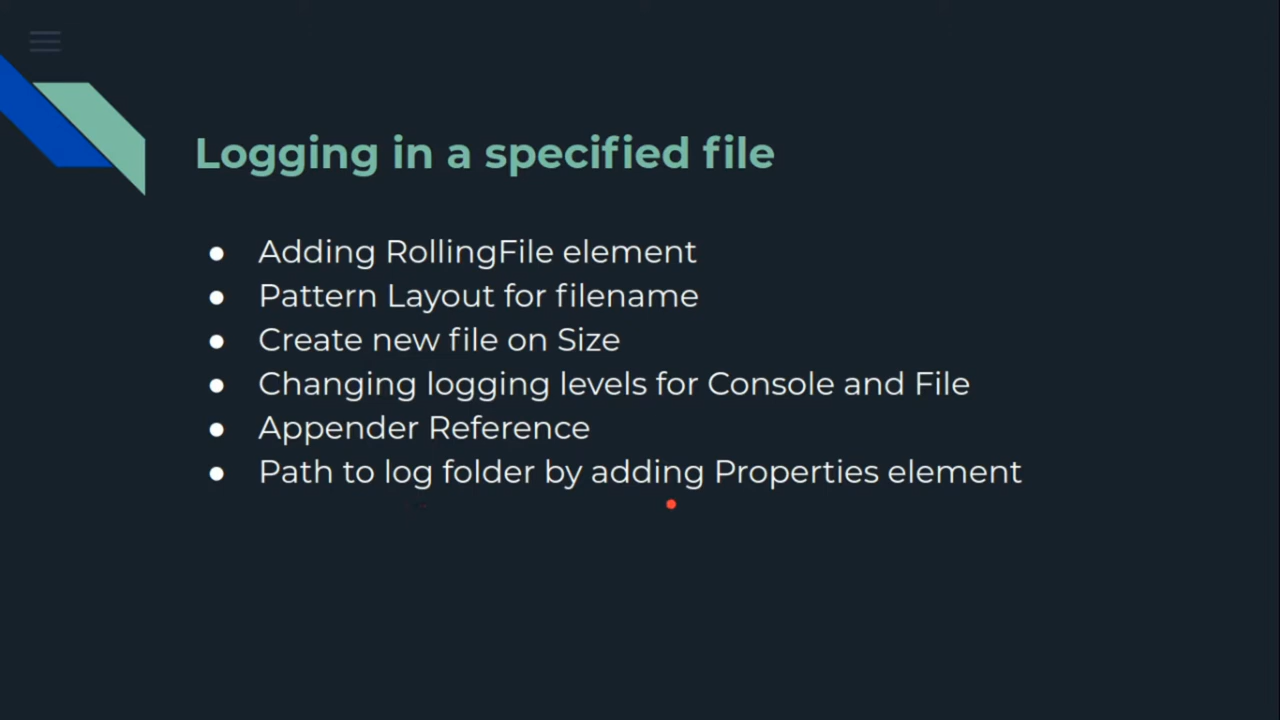 Logging in a specified file
● Adding RollingFile element
● Pattern Layout for filename
● Create new file on Size
● Changing logging levels for Console and File
● Appender Reference
● Path to log folder by adding Properties element